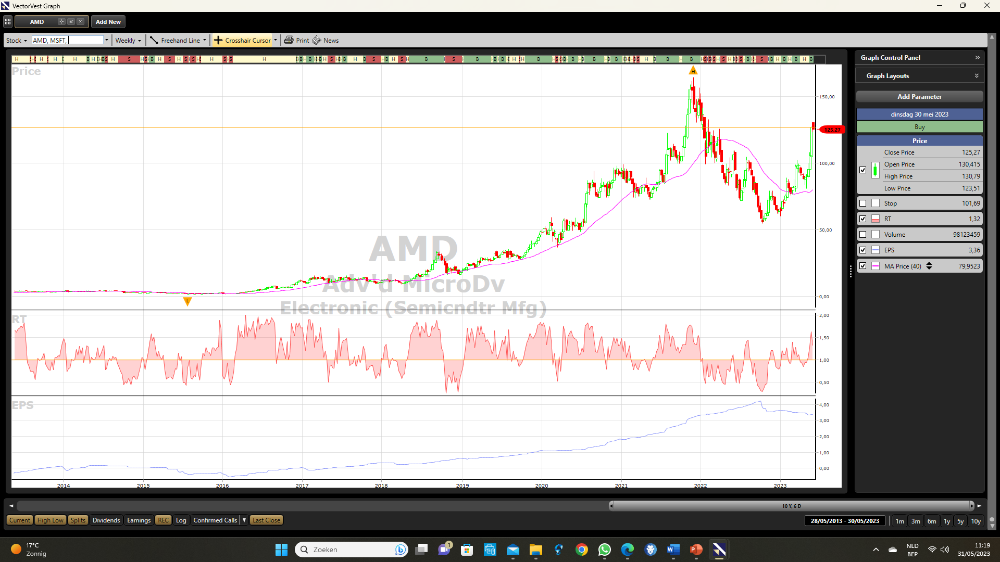 VectorVest Graph
AMD
Add New
Stock
AMD, MSFT,
Weekly
Freehand Line
Crosshair Cursor
Print
News
Price
H
150,00
125,27
100,00
50,00
0,00
AMD
Adv'd MicroDv
Electronic (Semicndtr Mfg)
L
RT
2,00
1,50
1,00
0,50
EPS
4,00
3,00
2,00
1,00
0,00
2014 2015 2016 2017 2018 2019 2020 2021 2022 2023
Graph Control Panel
Graph Layouts
Add Parameter
dinsdag 30 mei 2023
Buy
Price
Close Price 125,27
Open Price 130,415
High Price 130,79
Low Price 123,51
Stop 101,69
RT 1,32
Volume 98123459
EPS 3,36
MA Price (40) 79,9523
10 Y, 6 D
Current High Low Splits Dividends Earnings REC Log Confirmed Calls Last Close
28/05/2013 - 30/05/2023 1m 3m 6m 1y 5y 10y
17°C
Zonnig
Zoeken
1
NLD
BEP
11:19
31/05/2023